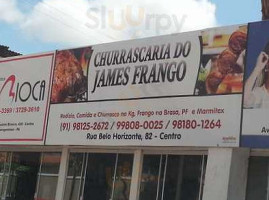 Slurrpy
CHURRASCARIA DO
JAMES FRANGO
IOCA
Rodízio, Comida e Churrasco no Kg, Frango na Brasa, PF e Marmitex
(91) 98125-2672 / 99808-0025 / 98180-1264
Rua Belo Horizonte, 82 - Centro